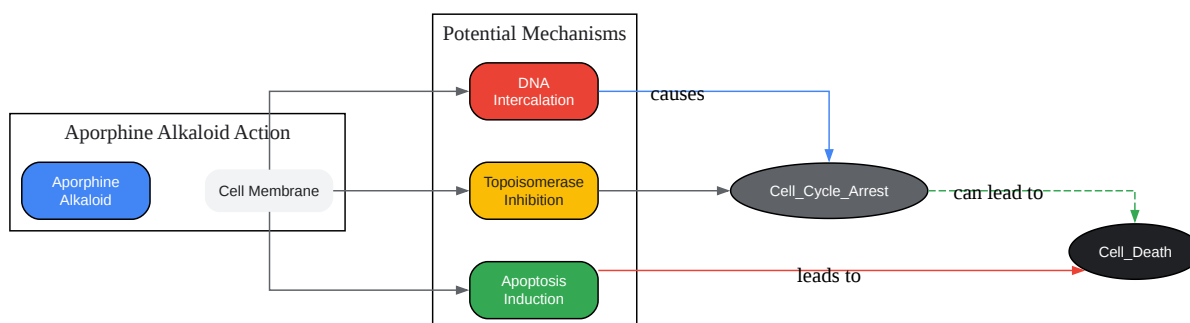 Potential Mechanisms
DNA
Intercalation
causes
Aporphine Alkaloid Action
Aporphine
Alkaloid
Cell Membrane
Topoisomerase
Inhibition
Cell_Cycle_Arrest
can lead to
Cell_Death
Apoptosis
Induction
leads to